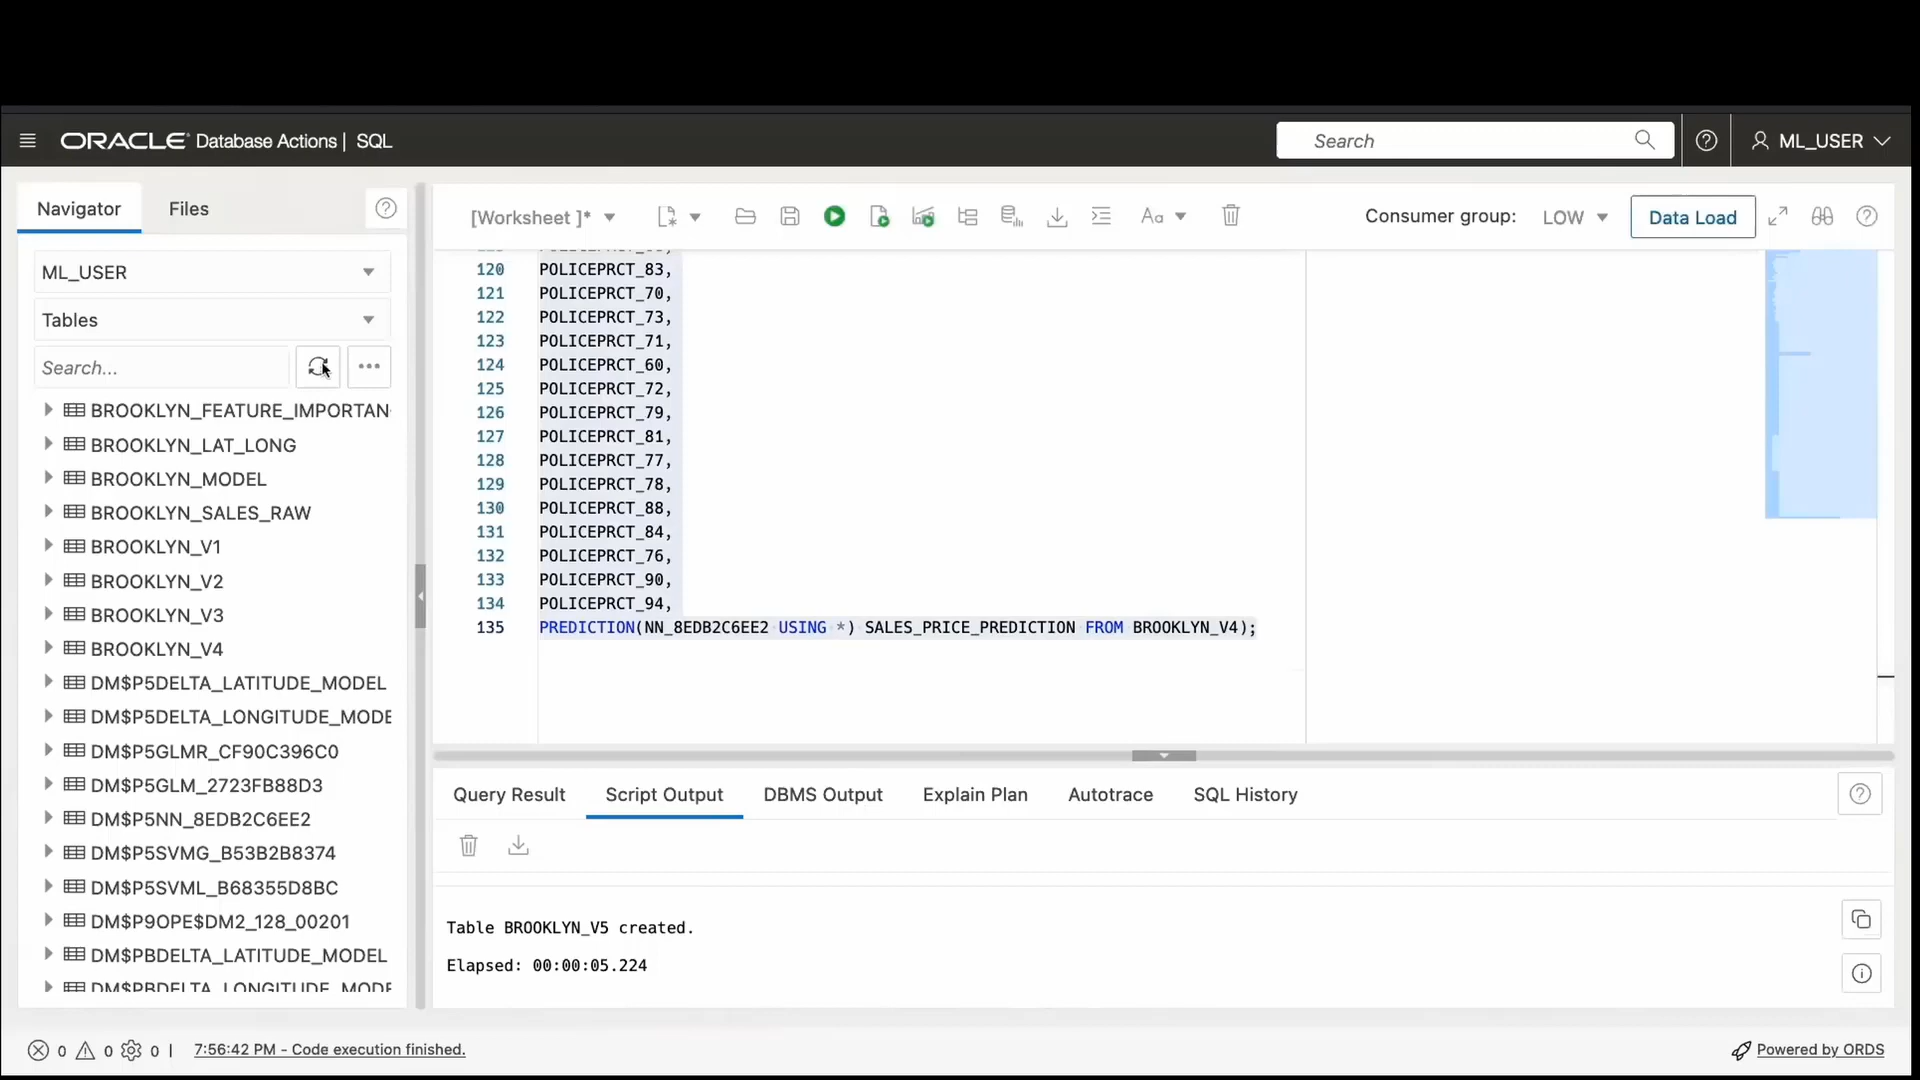 ORACLE Database Actions | SQL
Search
ML_USER
Navigator
Files
[Worksheet ]*
Aa
Consumer group:
LOW
Data Load
ML_USER
Tables
Search...
BROOKLYN_FEATURE_IMPORTAN
BROOKLYN_LAT_LONG
BROOKLYN_MODEL
BROOKLYN_SALES_RAW
BROOKLYN_V1
BROOKLYN_V2
BROOKLYN_V3
BROOKLYN_V4
DM$P5DELTA_LATITUDE_MODEL
DM$P5DELTA_LONGITUDE_MODE
DM$P5GLMR_CF90C396C0
DM$P5GLM_2723FB88D3
DM$P5NN_8EDB2C6EE2
DM$P5SVMG_B53B2B8374
DM$P5SVML_B68355D8BC
DM$P9OPE$DM2_128_00201
DM$PBDELTA_LATITUDE_MODEL
DM$PBDELTA_LONGITUDE_MODE
120 POLICEPRCT_83,
121 POLICEPRCT_70,
122 POLICEPRCT_73,
123 POLICEPRCT_71,
124 POLICEPRCT_60,
125 POLICEPRCT_72,
126 POLICEPRCT_79,
127 POLICEPRCT_81,
128 POLICEPRCT_77,
129 POLICEPRCT_78,
130 POLICEPRCT_88,
131 POLICEPRCT_84,
132 POLICEPRCT_76,
133 POLICEPRCT_90,
134 POLICEPRCT_94,
135 PREDICTION(NN_8EDB2C6EE2 USING *) SALES_PRICE_PREDICTION FROM BROOKLYN_V4);
Query Result
Script Output
DBMS Output
Explain Plan
Autotrace
SQL History
Table BROOKLYN_V5 created.
Elapsed: 00:00:05.224
0 0 0 | 7:56:42 PM - Code execution finished.
Powered by ORDS